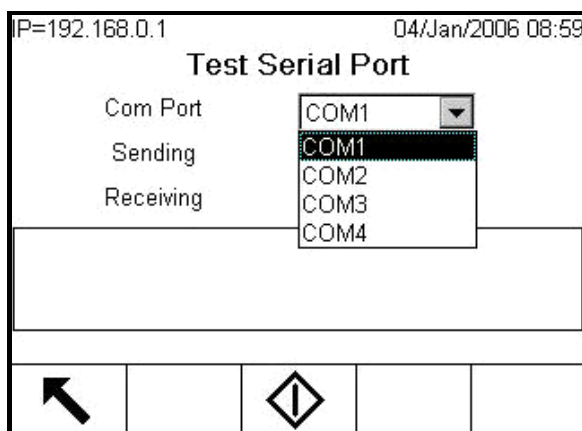 IP=192.168.0.1 04/Jan/2006 08:59
Test Serial Port
Com Port COM1
Sending COM1
COM2
Receiving COM3
COM4